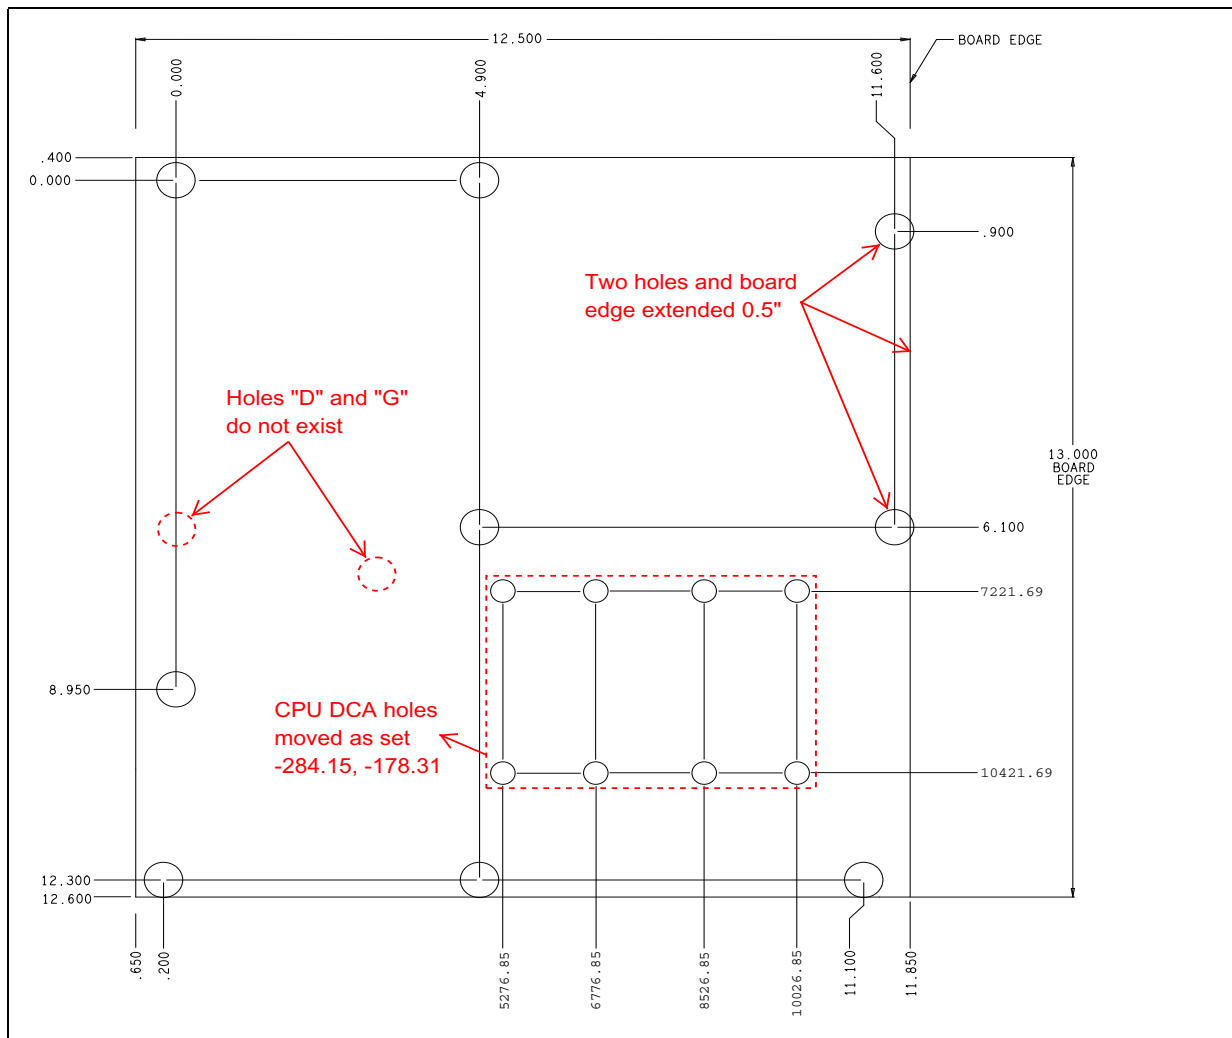 12.500
BOARD EDGE
0.000
4.900
11.600
.400
0.000
.900
Two holes and board
edge extended 0.5"
Holes "D" and "G"
do not exist
13.000
BOARD
EDGE
6.100
7221.69
8.950
CPU DCA holes
moved as set
-284.15, -178.31
10421.69
12.300
12.600
.650
.200
5276.85
6776.85
8526.85
10026.85
11.100
11.850